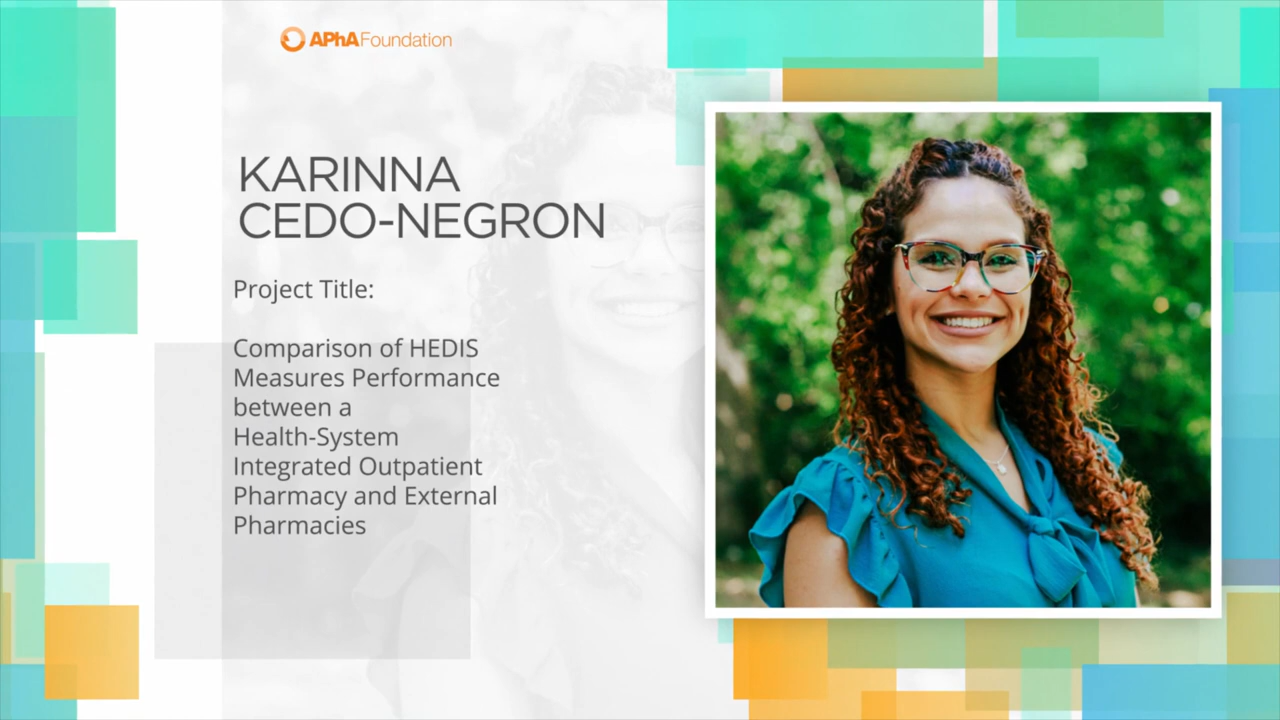 APhA Foundation
KARINNA
CEDO-NEGRON
Project Title:
Comparison of HEDIS
Measures Performance
between a
Health-System
Integrated Outpatient
Pharmacy and External
Pharmacies